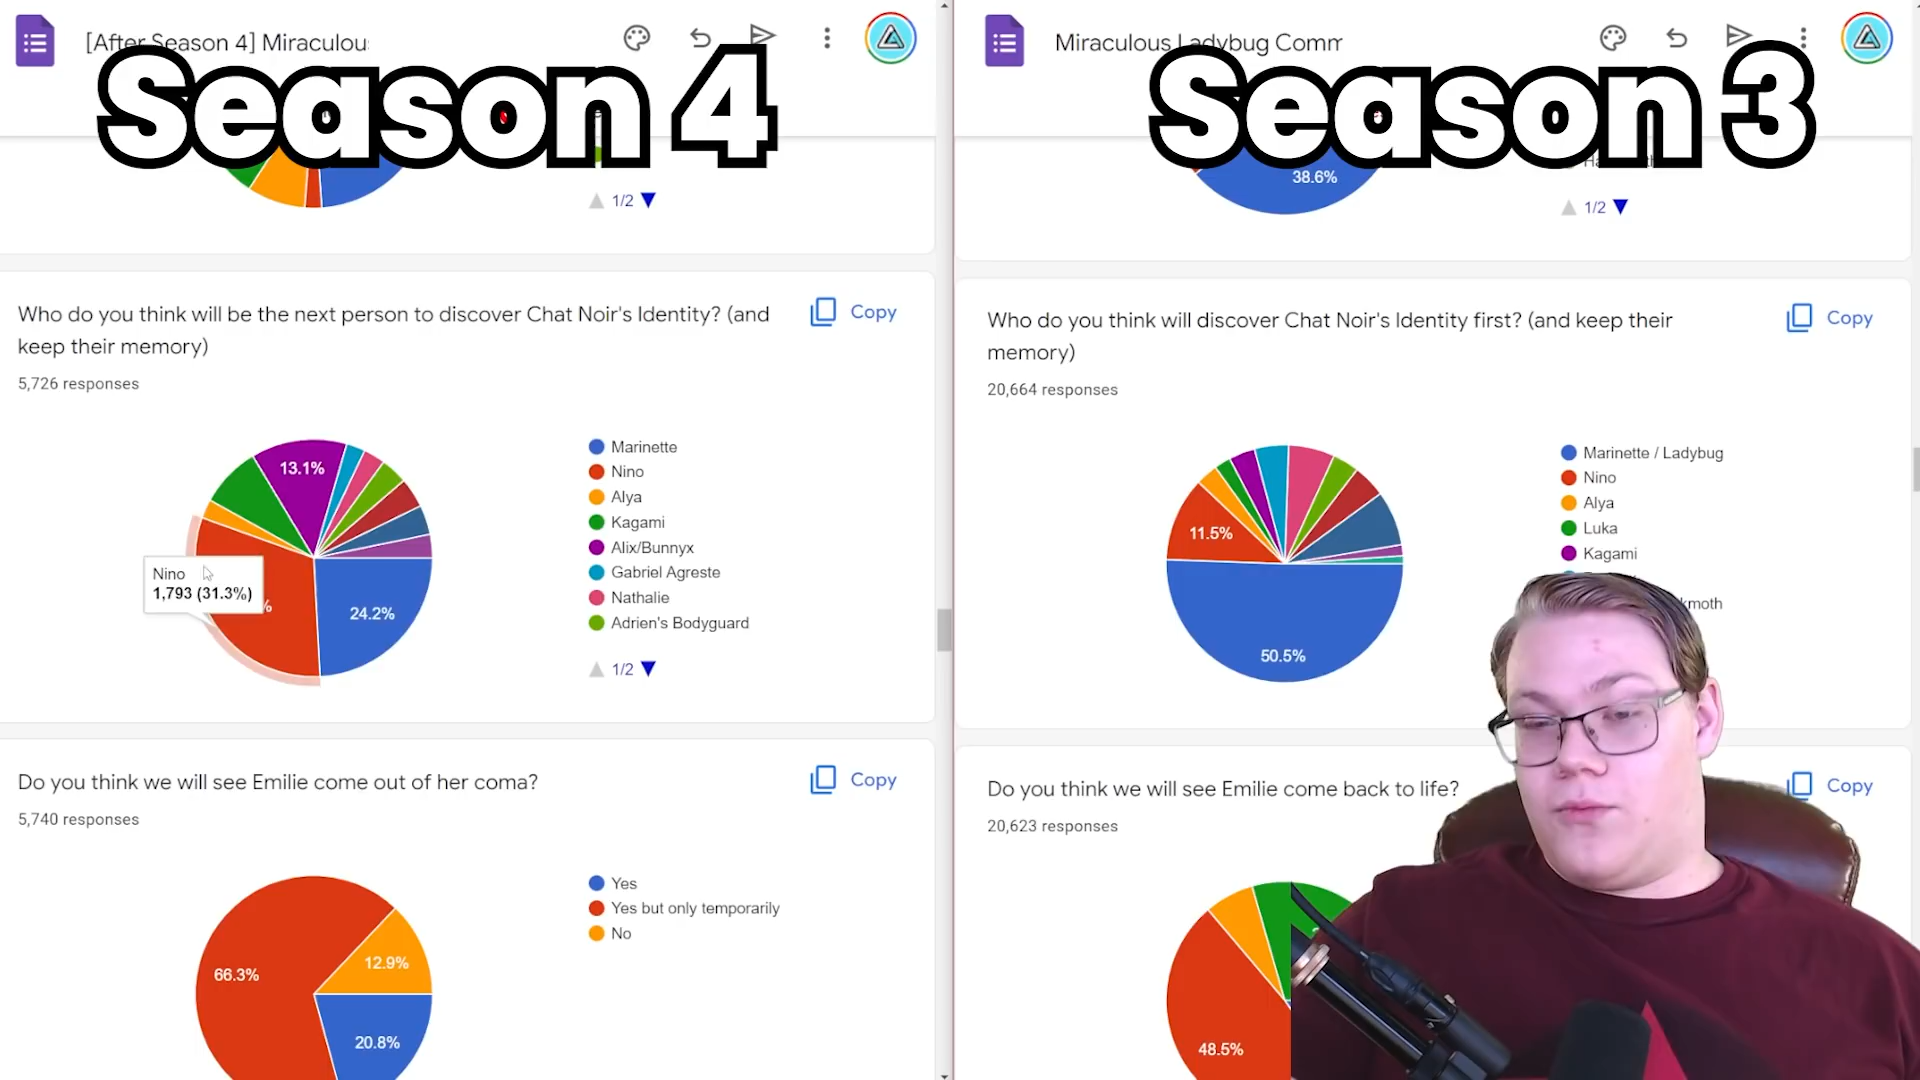 [After Season 4] Miraculou
Season 4
1/2
Who do you think will be the next person to discover Chat Noir's Identity? (and
keep their memory)
Copy
5,726 responses
13.1%
24.2%
Nino
1,793 (31.3%)
%
Marinette
Nino
Alya
Kagami
Alix/Bunnyx
Gabriel Agreste
Nathalie
Adrien's Bodyguard
1/2
Do you think we will see Emilie come out of her coma?
Copy
5,740 responses
66.3%
12.9%
20.8%
Yes
Yes but only temporarily
No
Miraculous Ladybug Comm
Season 3
38.6%
1/2
Who do you think will discover Chat Noir's Identity first? (and keep their
memory)
Copy
20,664 responses
11.5%
50.5%
Marinette / Ladybug
Nino
Alya
Luka
Kagami
kmoth
Do you think we will see Emilie come back to life?
Copy
20,623 responses
48.5%